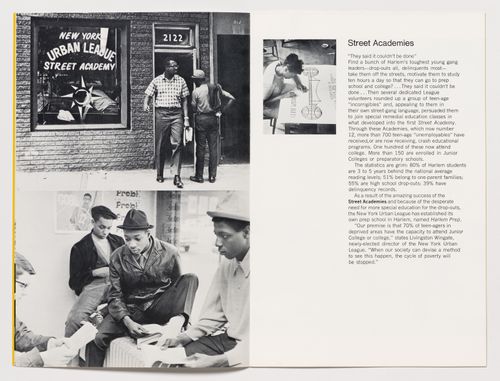 NEW YORK
URBAN LEAGUE
STREET ACADEMY
2122
Street Academies
"They said it couldn't be done"
Find a bunch of Harlem's toughest young gang
leaders—drop-outs all, delinquents most—
take them off the streets, motivate them to study
ten hours a day so that they can go to prep
school and college? . . . They said it couldn't be
done . . . Then several dedicated League
volunteers rounded up a group of teen-age
"incorrigibles" and, appealing to them in
their own street-gang language, persuaded them
to join special remedial education classes in
what developed into the first Street Academy.
Through these Academies, which now number
12, more than 700 teen-age "unemployables" have
received, or are now receiving, crash educational
programs. One hundred of these now attend
college. More than 150 are enrolled in Junior
Colleges or preparatory schools.
The statistics are grim: 80% of Harlem students
are 3 to 5 years behind the national average
reading levels; 51% belong to one-parent families;
55% are high school drop-outs; 39% have
delinquency records.
As a result of the amazing success of the
Street Academies and because of the desperate
need for more special education for the drop-outs,
the New York Urban League has established its
own prep school in Harlem, named Harlem Prep.
"Our premise is that 70% of teen-agers in
deprived areas have the capacity to attend Junior
College or college," states Livingston Wingate,
newly-elected director of the New York Urban
League. "When our society can devise a method
to see this happen, the cycle of poverty will
be stopped."
Probl
Probl